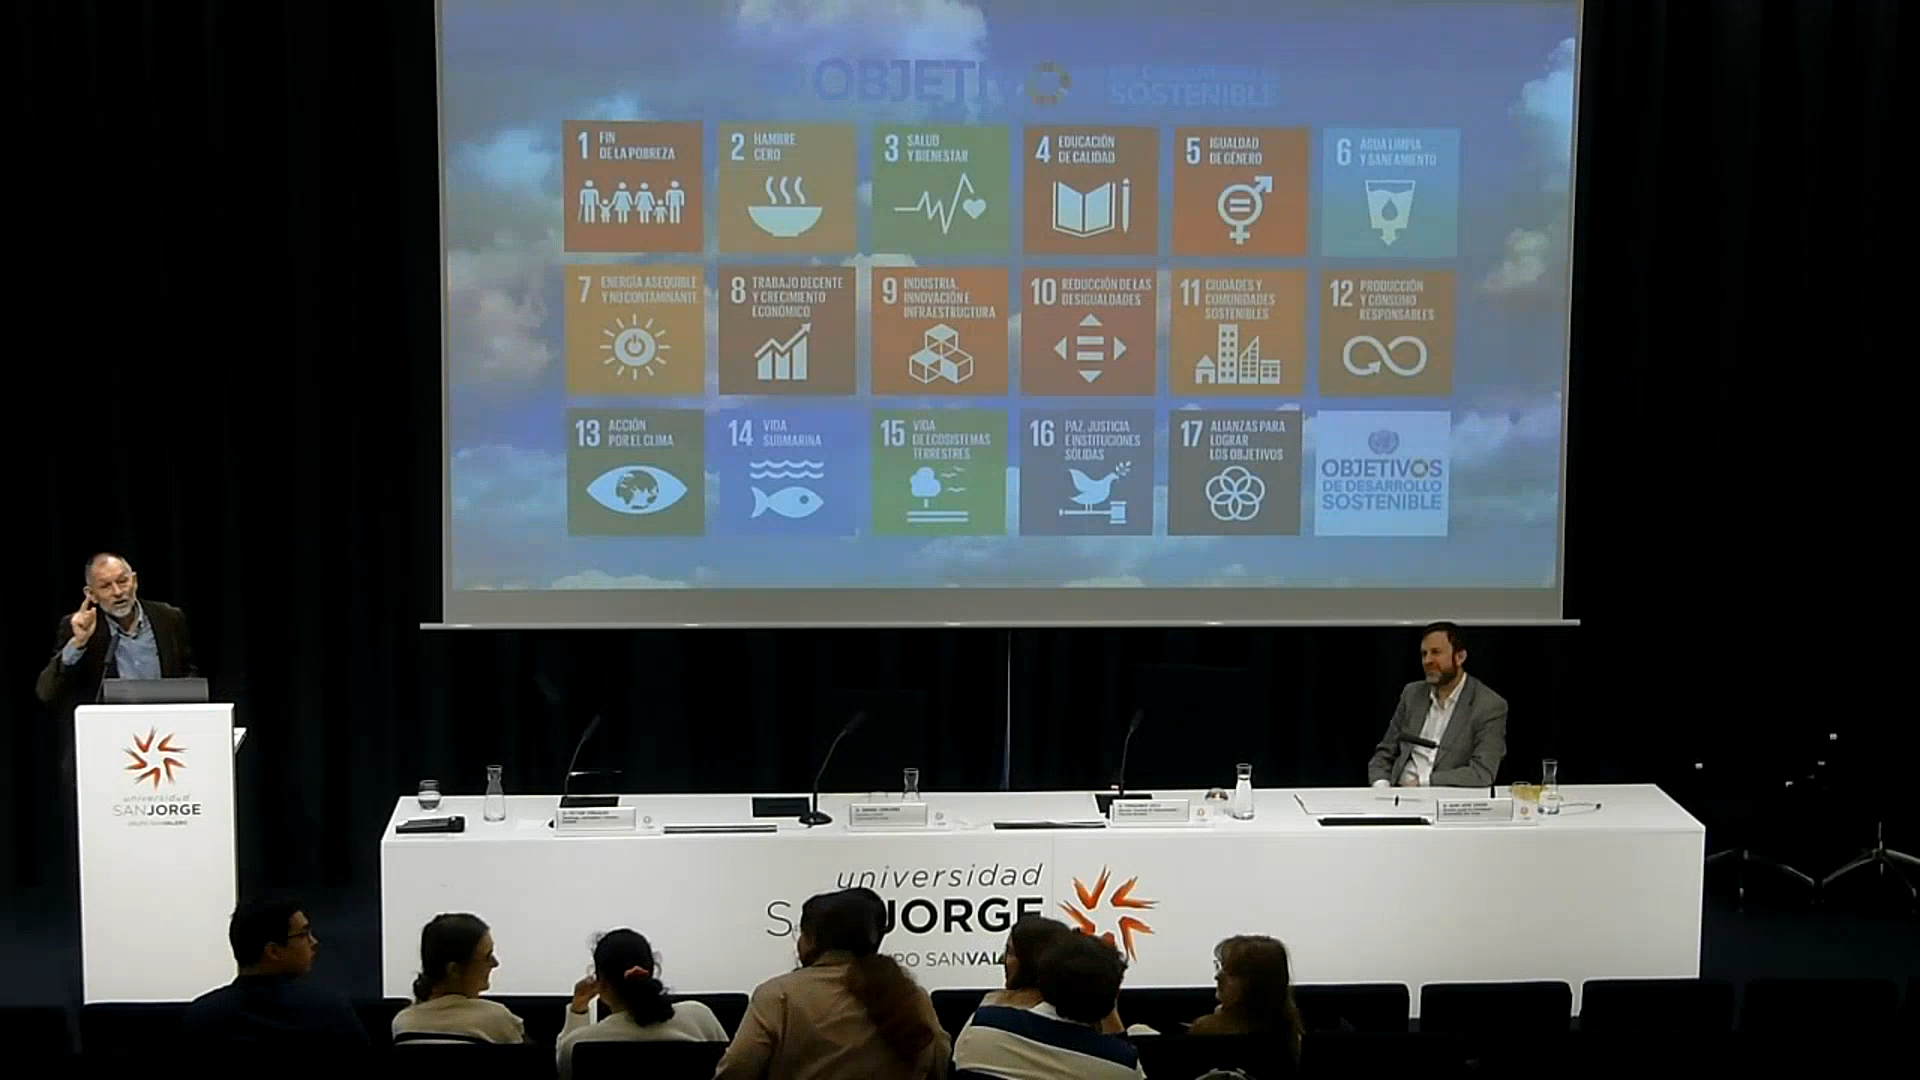 OBJETIV
SOSTENIBLE
1 FIN
DE LA POBREZA
2 HAMBRE
CERO
3 SALUD
Y BIENESTAR
4 EDUCACIÓN
DE CALIDAD
5 IGUALDAD
DE GÉNERO
6 AGUA LIMPIA
Y SANEAMIENTO
7 ENERGÍA ASEQUIBLE
Y NO CONTAMINANTE
8 TRABAJO DECENTE
Y CRECIMIENTO
ECONÓMICO
9 INDUSTRIA,
INNOVACIÓN E
INFRAESTRUCTURA
10 REDUCCIÓN DE LAS
DESIGUALDADES
11 CIUDADES Y
COMUNIDADES
SOSTENIBLES
12 PRODUCCIÓN
Y CONSUMO
RESPONSABLES
13 ACCIÓN
POR EL CLIMA
14 VIDA
SUBMARINA
15 VIDA
DE ECOSISTEMAS
TERRESTRES
16 PAZ, JUSTICIA
E INSTITUCIONES
SÓLIDAS
17 ALIANZAS PARA
LOGRAR
LOS OBJETIVOS
OBJETIVOS
DE DESARROLLO
SOSTENIBLE
universidad
SANJORGE
GRUPO SANVALERO
universidad
S JORGE
PO SANVAL